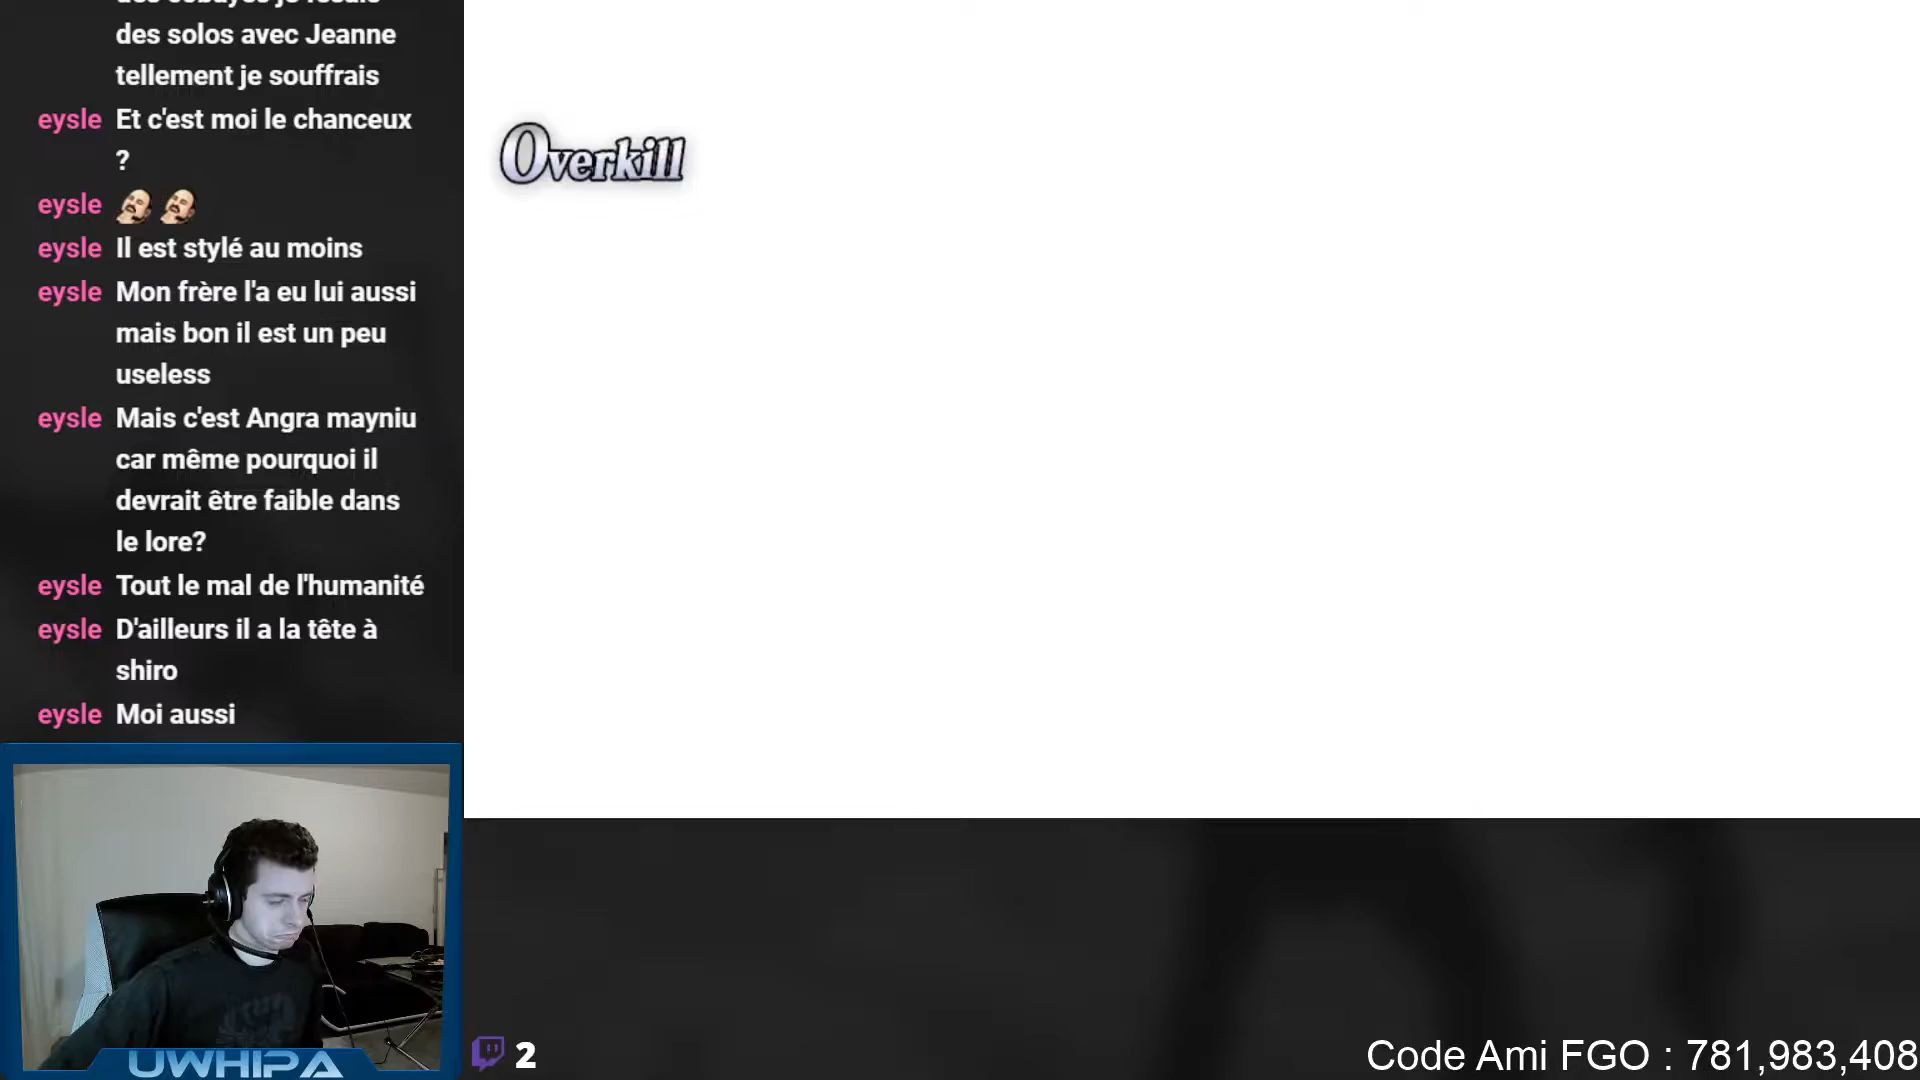 des solos avec Jeanne
tellement je souffrais
eysle Et c'est moi le chanceux
?
eysle
eysle Il est stylé au moins
eysle Mon frère l'a eu lui aussi
mais bon il est un peu
useless
eysle Mais c'est Angra mayniu
car même pourquoi il
devrait être faible dans
le lore?
eysle Tout le mal de l'humanité
eysle D'ailleurs il a la tête à
shiro
eysle Moi aussi
Overkill
UWHIPA
2
Code Ami FGO : 781,983,408